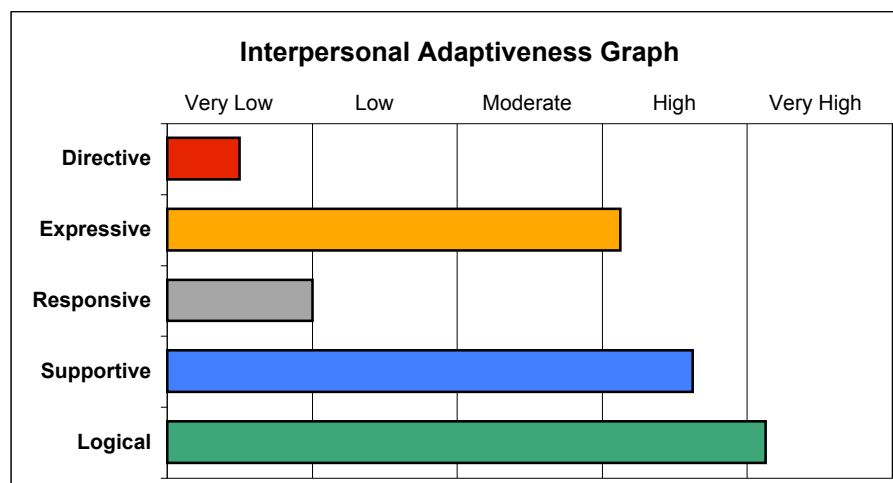 Interpersonal Adaptiveness Graph
Very Low Low Moderate High Very High
Directive
Expressive
Responsive
Supportive
Logical